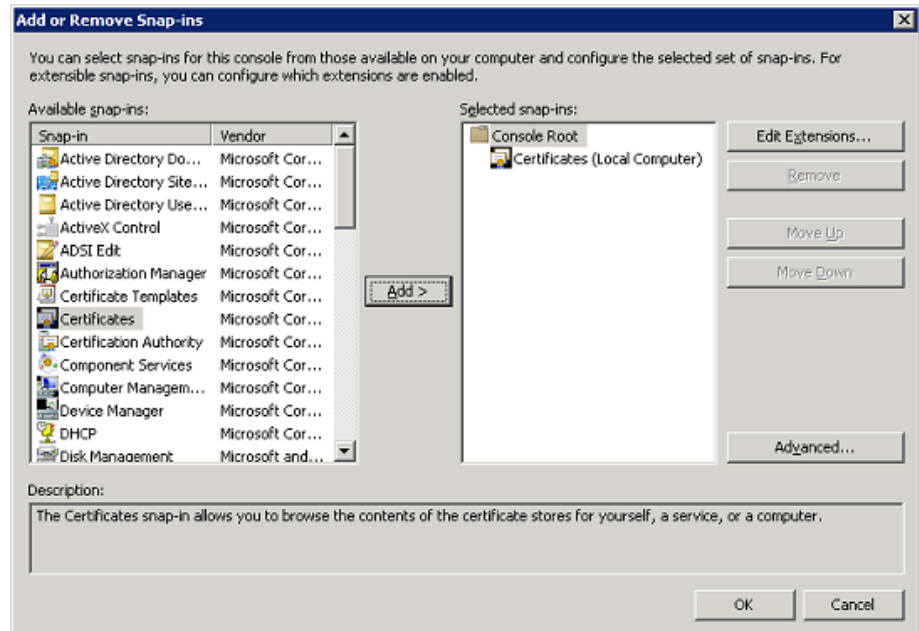 Add or Remove Snap-ins
You can select snap-ins for this console from those available on your computer and configure the selected set of snap-ins. For
extensible snap-ins, you can configure which extensions are enabled.
Available snap-ins:
Snap-in Vendor
Active Directory Do... Microsoft Cor...
Active Directory Site... Microsoft Cor...
Active Directory Use... Microsoft Cor...
ActiveX Control Microsoft Cor...
ADSI Edit Microsoft Cor...
Authorization Manager Microsoft Cor...
Certificate Templates Microsoft Cor...
Certificates Microsoft Cor...
Certification Authority Microsoft Cor...
Component Services Microsoft Cor...
Computer Managem... Microsoft Cor...
Device Manager Microsoft Cor...
DHCP Microsoft Cor...
Disk Management Microsoft and...
Add >
Selected snap-ins:
Console Root
Certificates (Local Computer)
Edit Extensions...
Remove
Move Up
Move Down
Advanced...
Description:
The Certificates snap-in allows you to browse the contents of the certificate stores for yourself, a service, or a computer.
OK Cancel